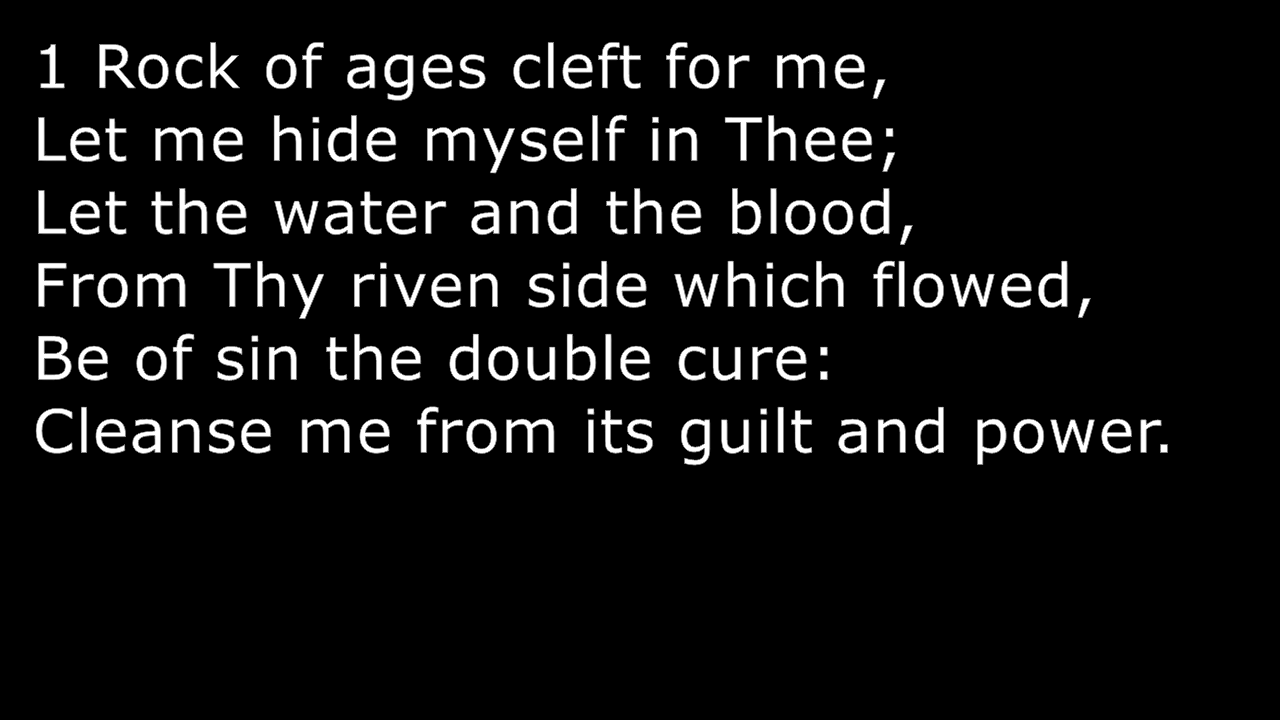 1 Rock of ages cleft for me,
Let me hide myself in Thee;
Let the water and the blood,
From Thy riven side which flowed,
Be of sin the double cure:
Cleanse me from its guilt and power.